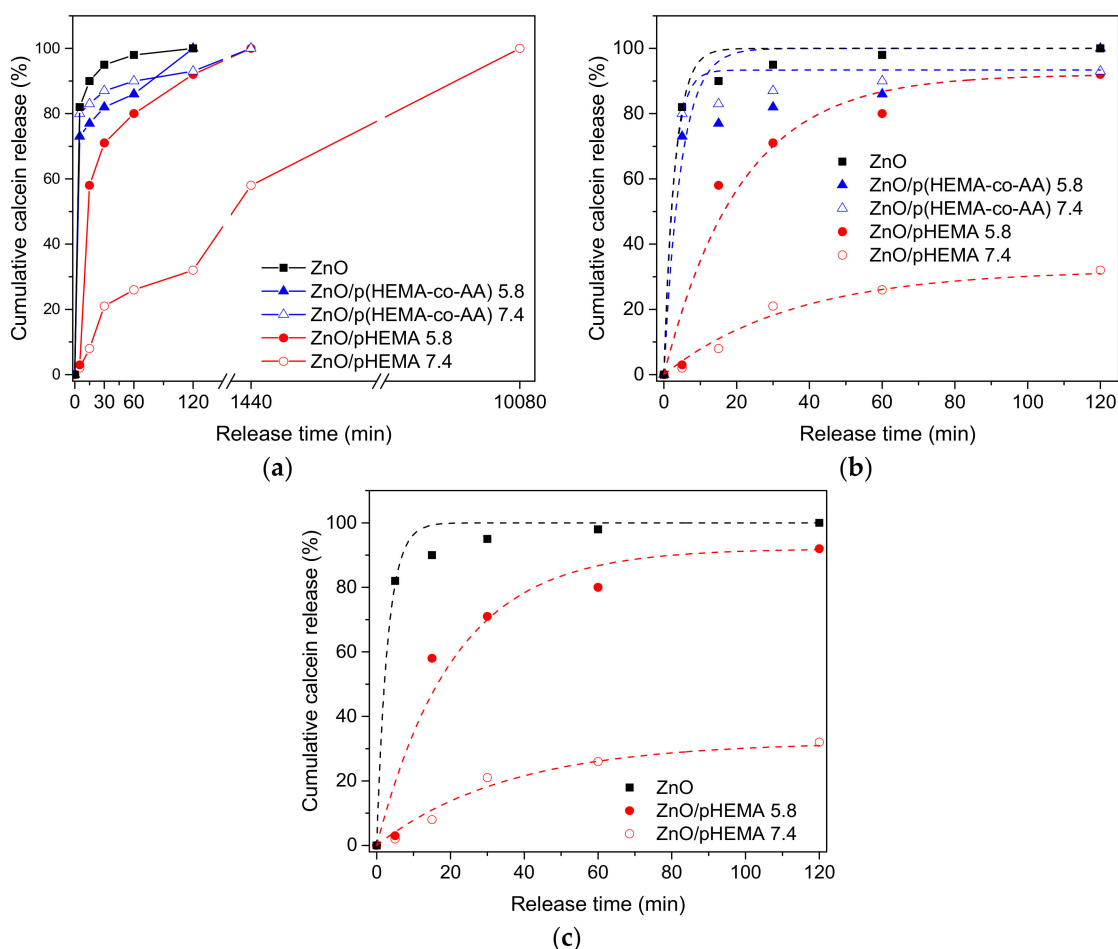 100
80
60
40
20
0
Cumulative calcein release (%)
ZnO
ZnO/p(HEMA-co-AA) 5.8
ZnO/p(HEMA-co-AA) 7.4
ZnO/pHEMA 5.8
ZnO/pHEMA 7.4
0 30 60 120 1440 10080
Release time (min)
(a)
100
80
60
40
20
0
Cumulative calcein release (%)
ZnO
ZnO/p(HEMA-co-AA) 5.8
ZnO/p(HEMA-co-AA) 7.4
ZnO/pHEMA 5.8
ZnO/pHEMA 7.4
0 20 40 60 80 100 120
Release time (min)
(b)
100
80
60
40
20
0
Cumulative calcein release (%)
ZnO
ZnO/pHEMA 5.8
ZnO/pHEMA 7.4
0 20 40 60 80 100 120
Release time (min)
(c)